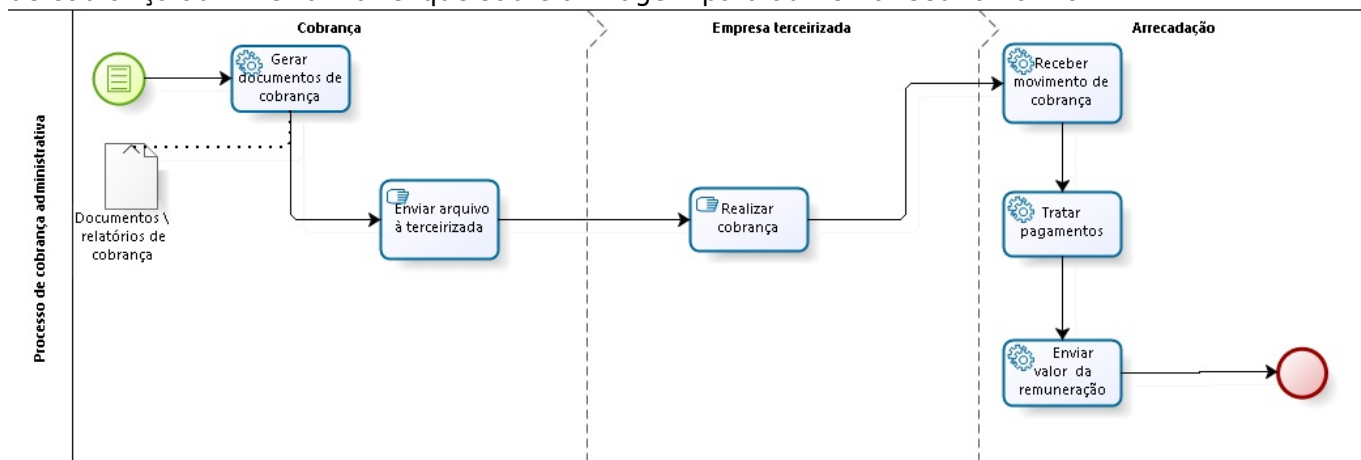 Cobrança
Empresa terceirizada
Arrecadação
Processo de cobrança administrativa
Gerar
documentos de
cobrança
Documentos \
relatórios de
cobrança
Enviar arquivo
à terceirizada
Realizar
cobrança
Receber
movimento de
cobrança
Tratar
pagamentos
Enviar
valor da
remuneração